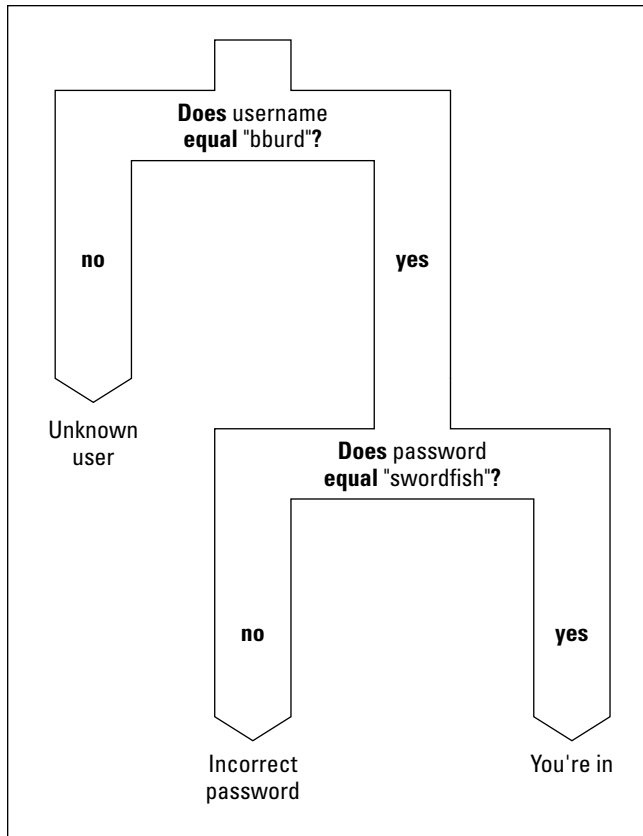 Does username
equal "bburd"?
no
yes
Unknown
user
Does password
equal "swordfish"?
no
yes
Incorrect
password
You're in